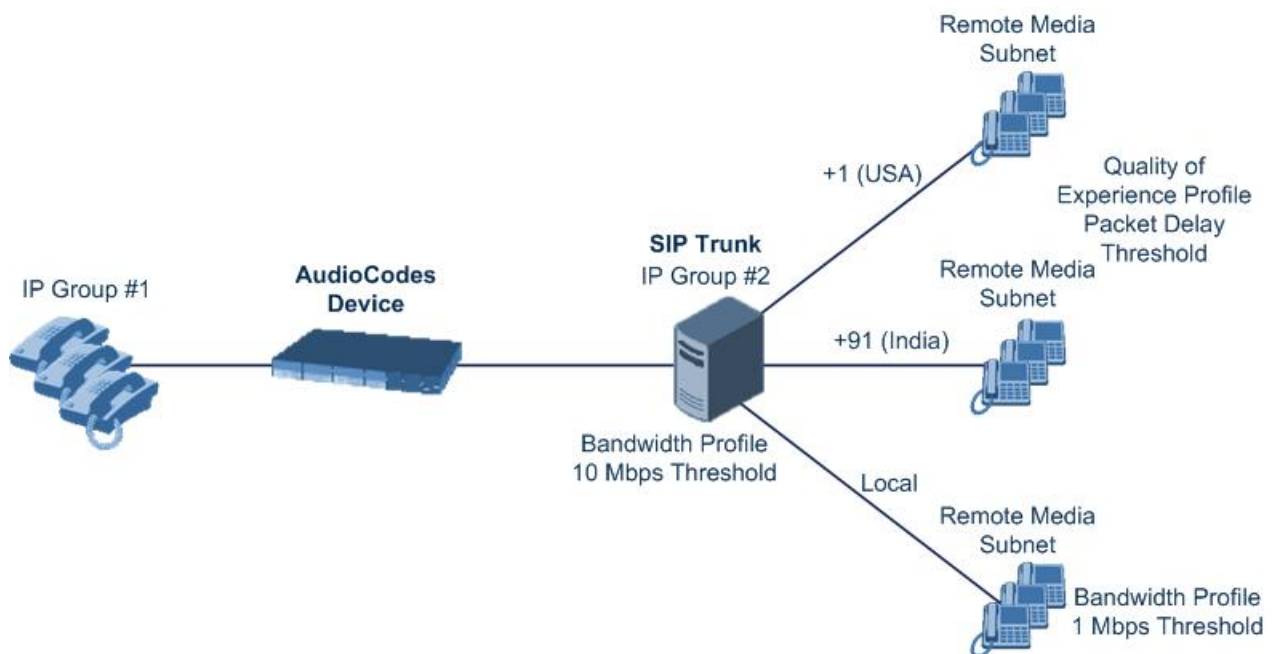 Remote Media
Subnet
+1 (USA)
Quality of
Experience Profile
Packet Delay
Threshold
SIP Trunk
IP Group #2
AudioCodes
Device
IP Group #1
Remote Media
Subnet
+91 (India)
Bandwidth Profile
10 Mbps Threshold
Local
Remote Media
Subnet
Bandwidth Profile
1 Mbps Threshold